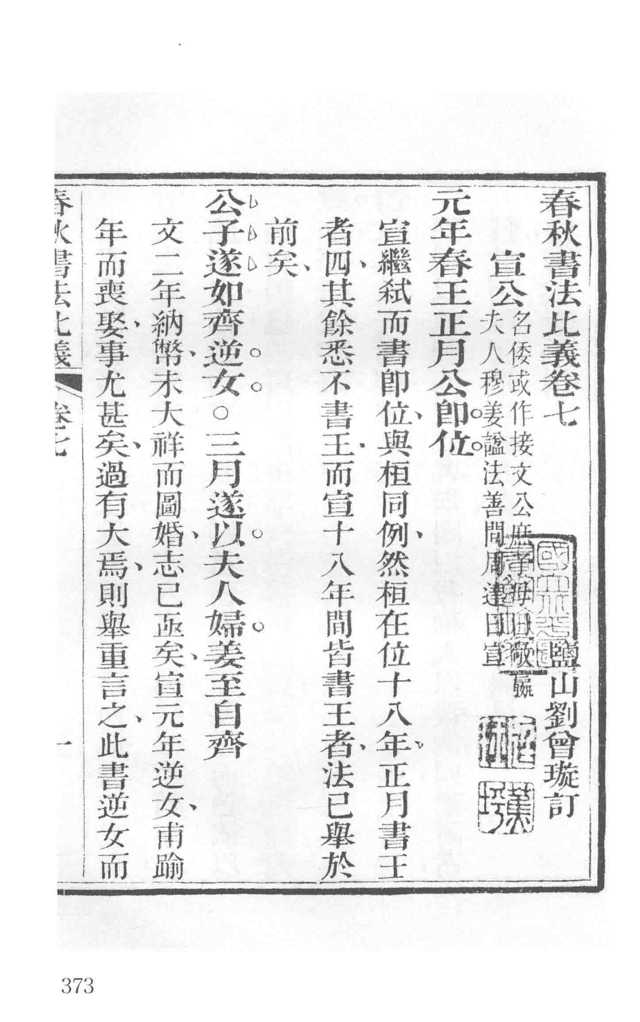 春秋書法比義卷七
鹽山劉曾璇訂
宣公
名倭或作接文公庶子母曰敬嬴
夫人穆姜諡法善問周達曰宣
元年春王正月公卽位
宣繼弒而書卽位與桓同例然桓在位十八年正月書王
者四其餘悉不書王而宣十八年間皆書王者法已舉於
前矣
公子遂如齊逆女○三月遂以夫人婦姜至自齊
文二年納幣未大祥而圖婚志已亟矣宣元年逆女甫踰
年而喪娶事尤甚矣過有大焉則舉重言之此書逆女而
春秋書法比義 卷七 一
373